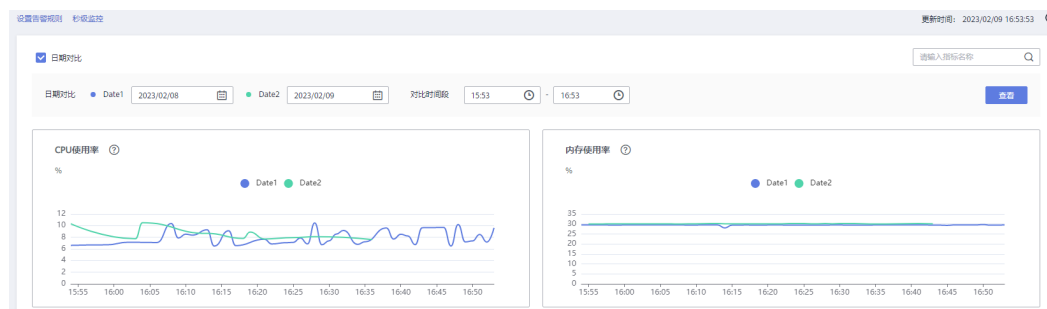 设置告警规则 秒级监控 更新时间: 2023/02/09 16:53:53
日期对比 请输入指标名称
日期对比 Date1 2023/02/08 Date2 2023/02/09 对比时间段 15:53 - 16:53 查看
CPU使用率 ?
%
Date1 Date2
12
10
8
6
4
2
0
15:55 16:00 16:05 16:10 16:15 16:20 16:25 16:30 16:35 16:40 16:45 16:50
内存使用率 ?
%
Date1 Date2
35
30
25
20
15
10
5
0
15:55 16:00 16:05 16:10 16:15 16:20 16:25 16:30 16:35 16:40 16:45 16:50